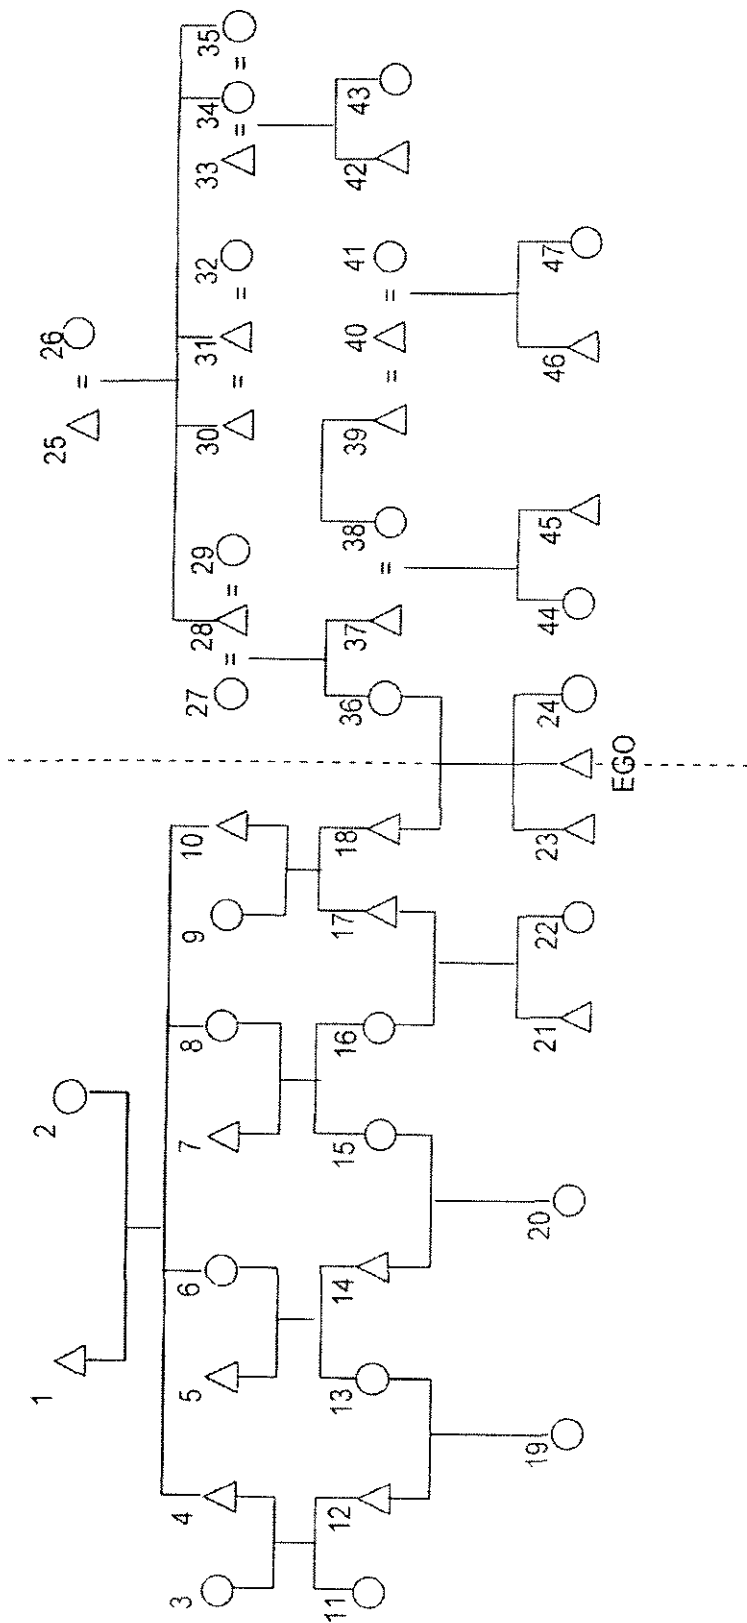 1 2 25 = 26
3 4 5 6 7 8 9 10 27 = 28 = 29 30 = 31 = 32 33 = 34 = 35
11 12 13 14 15 16 17 18 36 37 = 38 39 = 40 = 41 42 43
19 20 21 22 23 24 44 45 46 47
EGO